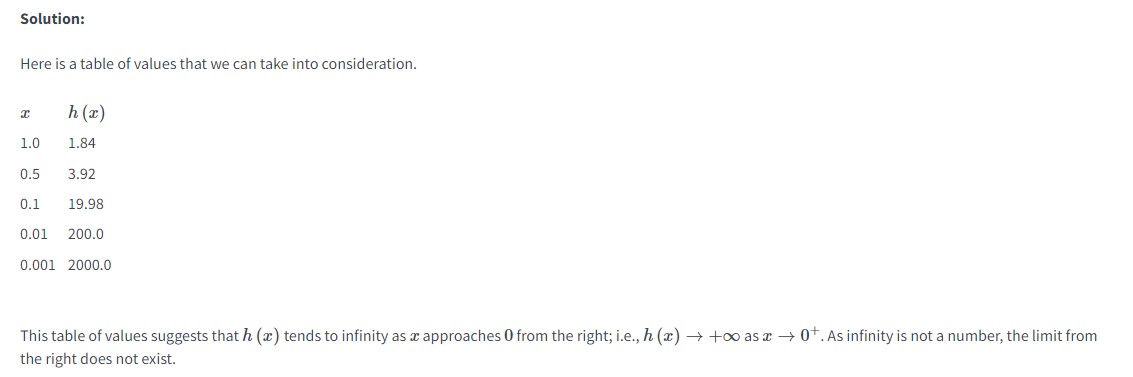 Solution:
Here is a table of values that we can take into consideration.
x h (x)
1.0 1.84
0.5 3.92
0.1 19.98
0.01 200.0
0.001 2000.0
This table of values suggests that h (x) tends to infinity as x approaches 0 from the right; i.e., h (x) → +∞ as x → 0⁺. As infinity is not a number, the limit from
the right does not exist.